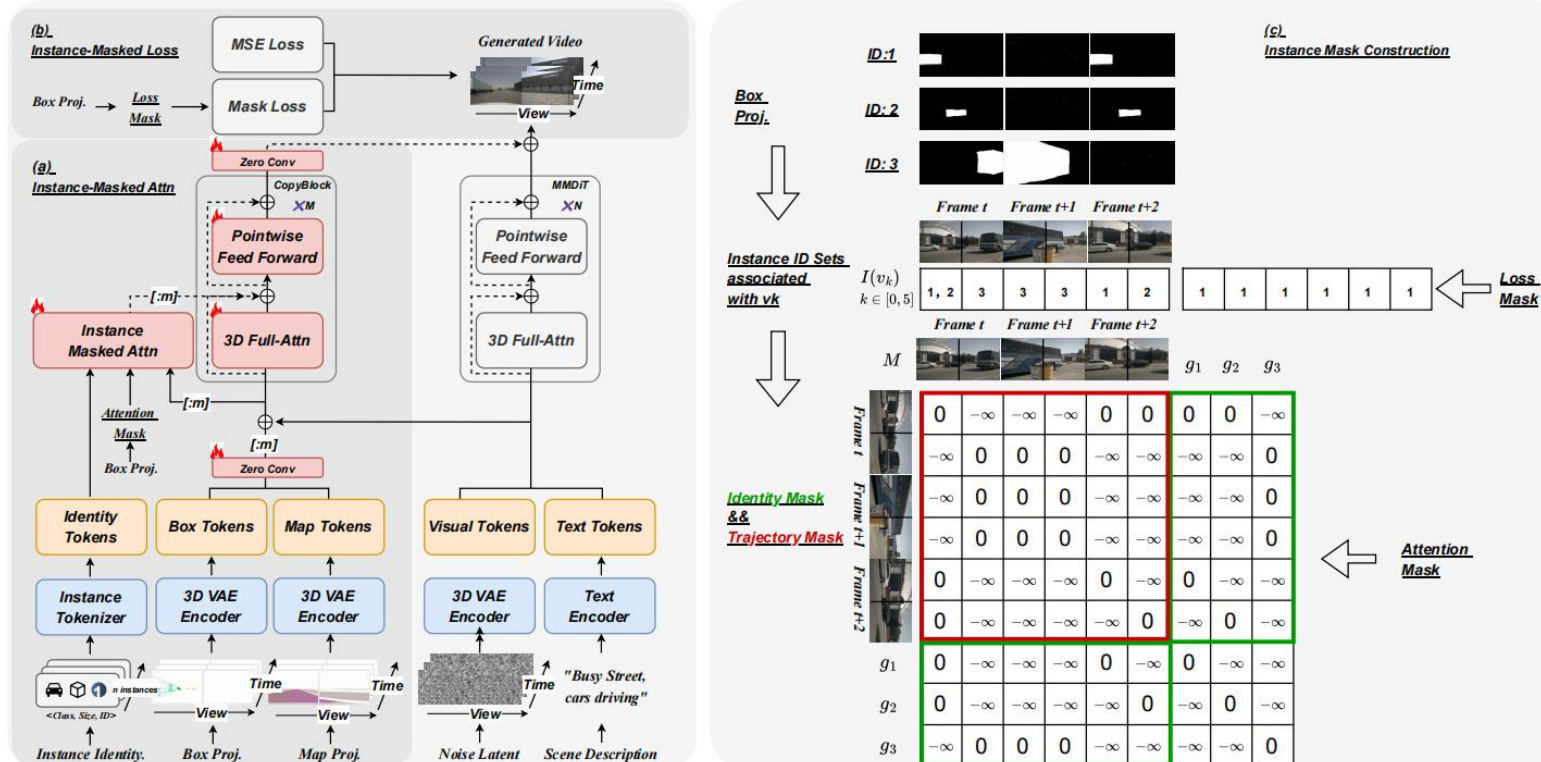 (b)
Instance-Masked Loss
MSE Loss
Mask Loss
Box Proj.
Loss
Mask
Generated Video
Time
View
(a)
Instance-Masked Attn
Zero Conv
CopyBlock
×M
Pointwise
Feed Forward
[:m]
Instance
Masked Attn
3D Full-Attn
MMDiT
×N
Pointwise
Feed Forward
3D Full-Attn
[:m]
Attention
Mask
Box Proj.
[:m]
Zero Conv
Identity
Tokens
Box Tokens
Map Tokens
Visual Tokens
Text Tokens
Instance
Tokenizer
3D VAE
Encoder
3D VAE
Encoder
3D VAE
Encoder
Text
Encoder
n instances
<Class, Size, ID>
Time
View
Time
View
Time
View
"Busy Street,
cars driving"
Instance Identity.
Box Proj.
Map Proj.
Noise Latent
Scene Description
(c)
Instance Mask Construction
ID:1
ID: 2
ID: 3
Box
Proj.
Frame t Frame t+1 Frame t+2
Instance ID Sets
associated
with vk
I(v_k)
k ∈ [0, 5]
1, 2 3 3 3 1 2
1 1 1 1 1 1
Loss
Mask
Frame t Frame t+1 Frame t+2
M
g1 g2 g3
Frame t
Frame t+1
Frame t+2
Identity Mask
&&
Trajectory Mask
0 −∞ −∞ −∞ 0 0 0 0 −∞
−∞ 0 0 0 −∞ −∞ −∞ −∞ 0
−∞ 0 0 0 −∞ −∞ −∞ −∞ 0
−∞ 0 0 0 −∞ −∞ −∞ −∞ 0
0 −∞ −∞ −∞ 0 −∞ 0 −∞ −∞
0 −∞ −∞ −∞ −∞ 0 −∞ 0 −∞
g1 0 −∞ −∞ −∞ 0 −∞ 0 −∞ −∞
g2 0 −∞ −∞ −∞ −∞ 0 −∞ 0 −∞
g3 −∞ 0 0 0 −∞ −∞ −∞ −∞ 0
Attention
Mask